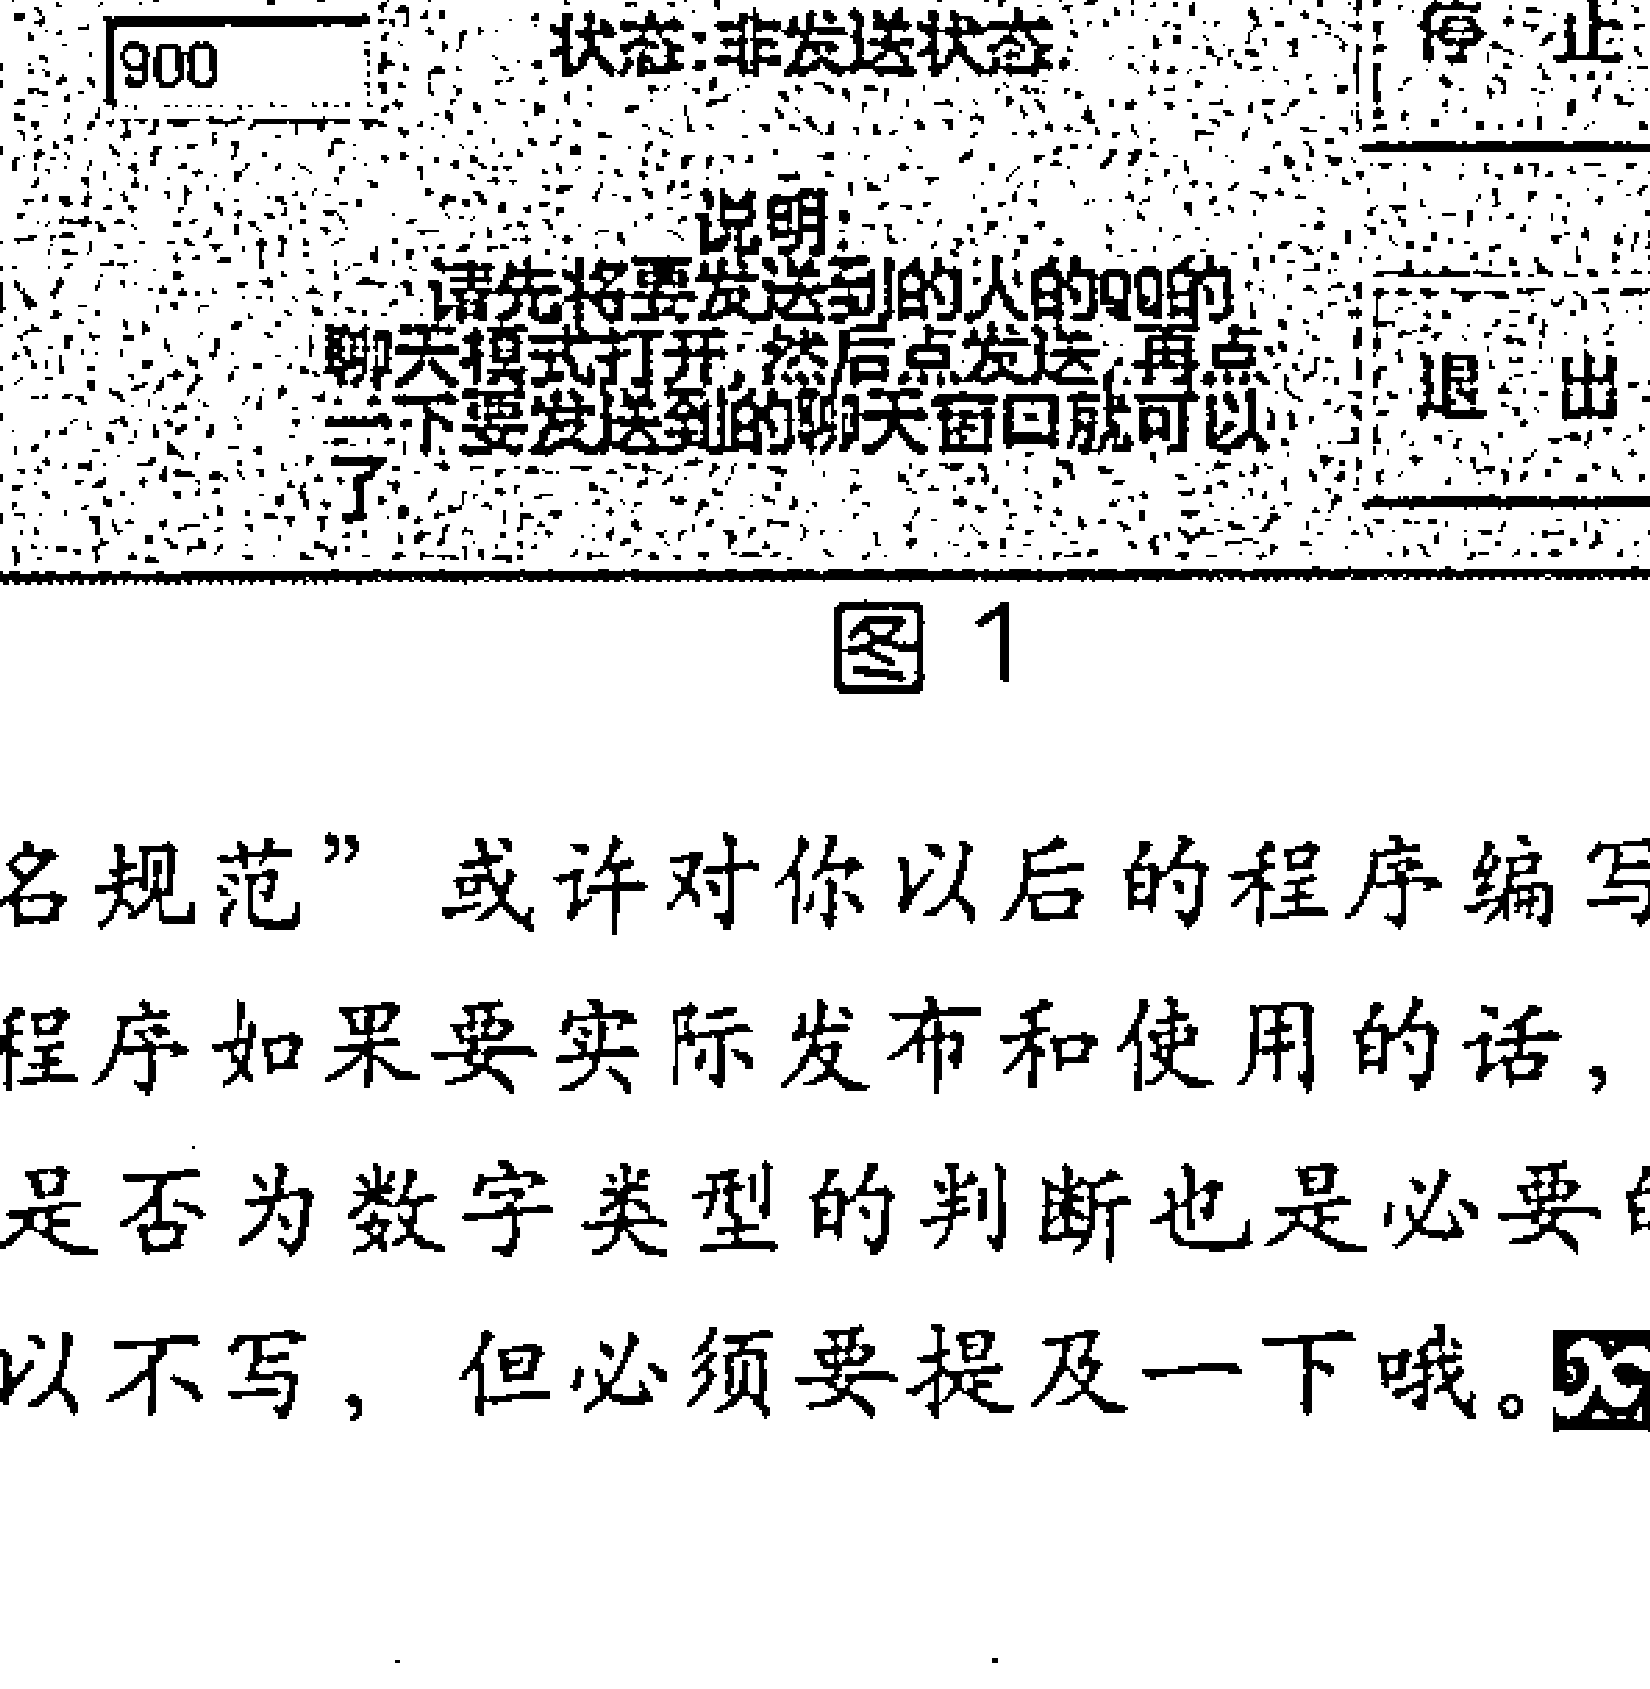 900
状态:非发送状态.
停 止
说明:
请先将要发送到的人的QQ的
聊天模式打开,然后点发送,再点
一下要发送到的聊天窗口就可以
了.
退 出
图 1
名规范” 或许对你以后的程序编写
程序如果要实际发布和使用的话,
是否为数字类型的判断也是必要的
以不写, 但必须要提及一下哦。